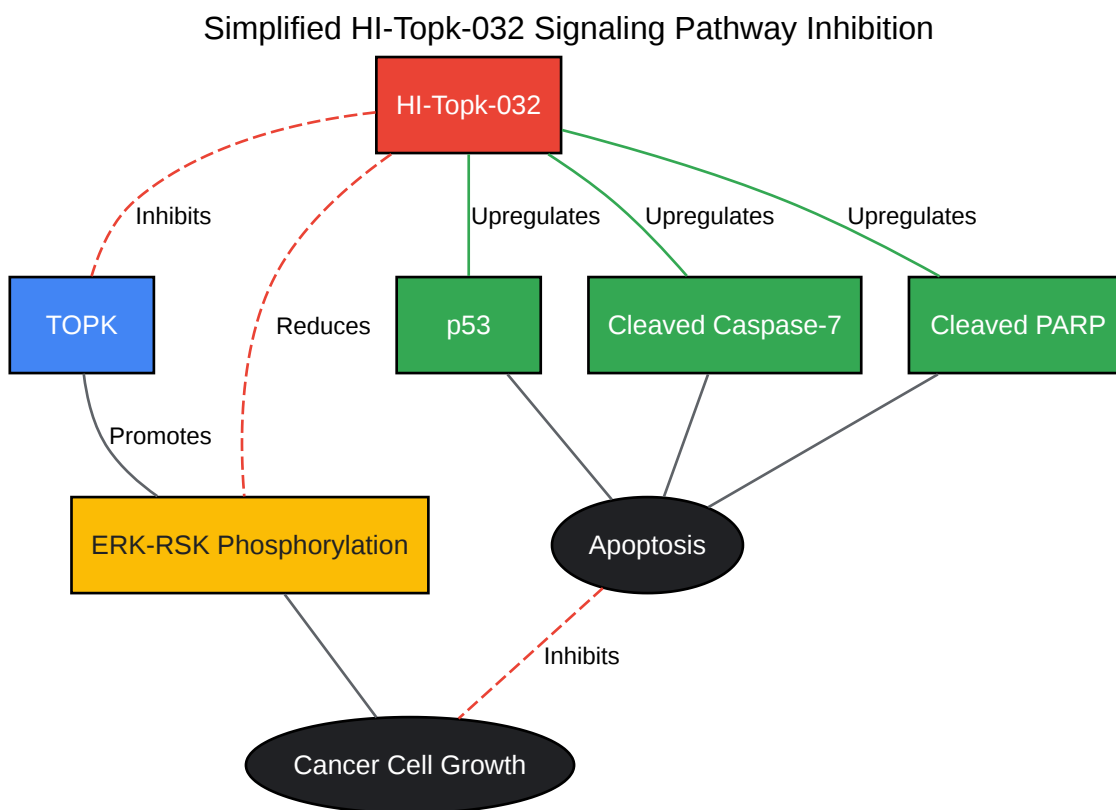 Simplified HI-Topk-032 Signaling Pathway Inhibition
HI-Topk-032
Inhibits
Upregulates
Upregulates
Upregulates
TOPK
Reduces
p53
Cleaved Caspase-7
Cleaved PARP
Promotes
ERK-RSK Phosphorylation
Apoptosis
Inhibits
Cancer Cell Growth